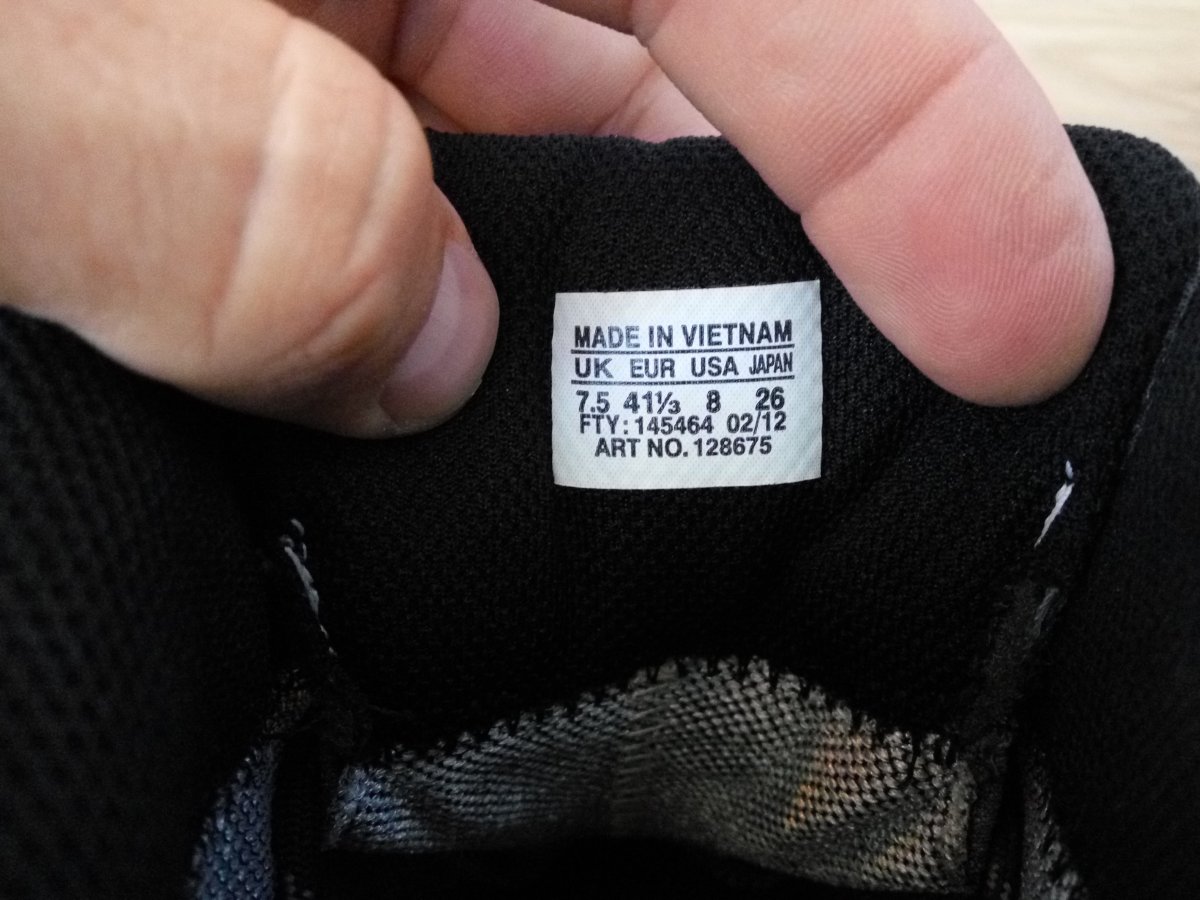 MADE IN VIETNAM
UK EUR USA JAPAN
7.5 41⅓ 8 26
FTY: 145464 02/12
ART NO. 128675